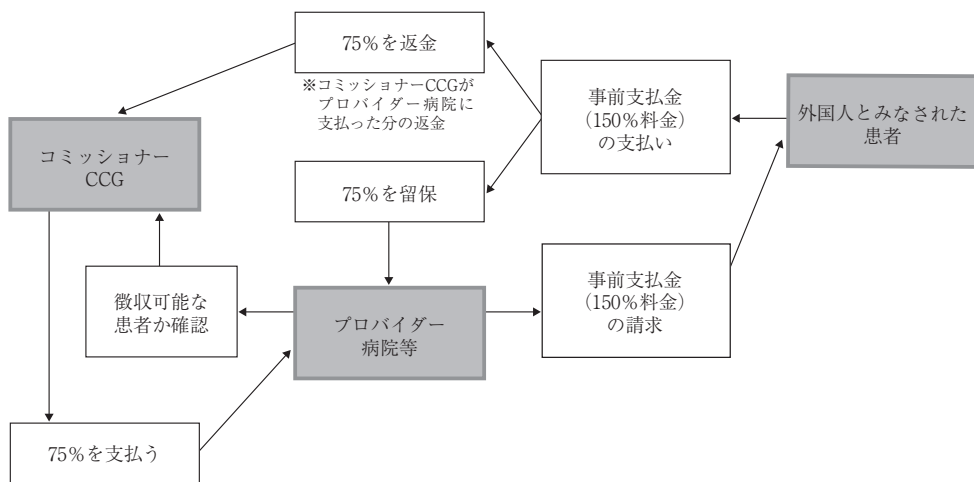 75%を返金
※コミッショナーCCGが
プロバイダー病院に
支払った分の返金
事前支払金
(150%料金)
の支払い
外国人とみなされた
患者
コミッショナー
CCG
75%を留保
徴収可能な
患者か確認
プロバイダー
病院等
事前支払金
(150%料金)
の請求
75%を支払う